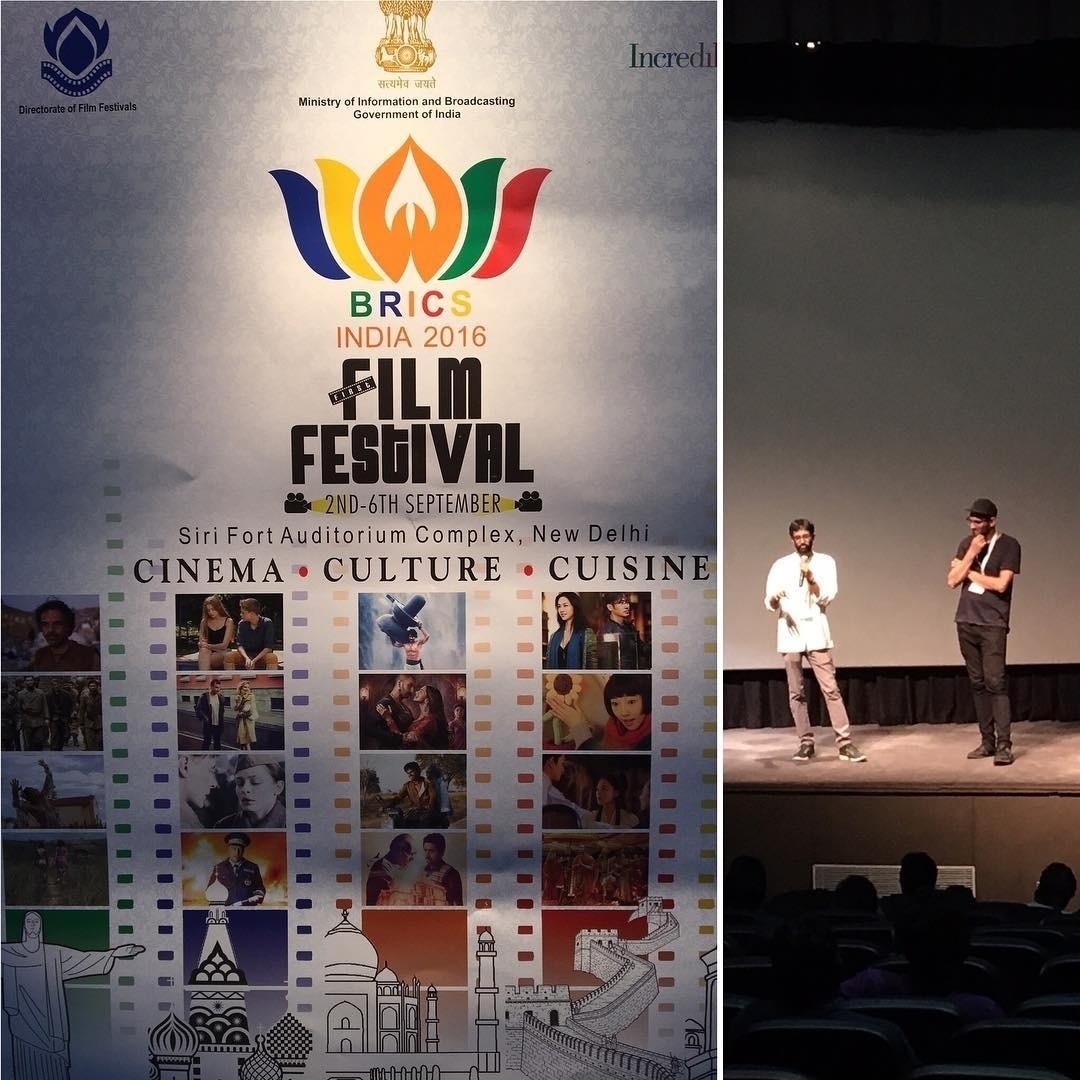 Directorate of Film Festivals
सत्यमेव जयते
Ministry of Information and Broadcasting
Government of India
Incredi
BRICS
INDIA 2016
FIRST
FILM
FESTIVAL
2ND-6TH SEPTEMBER
Siri Fort Auditorium Complex, New Delhi
CINEMA • CULTURE • CUISINE